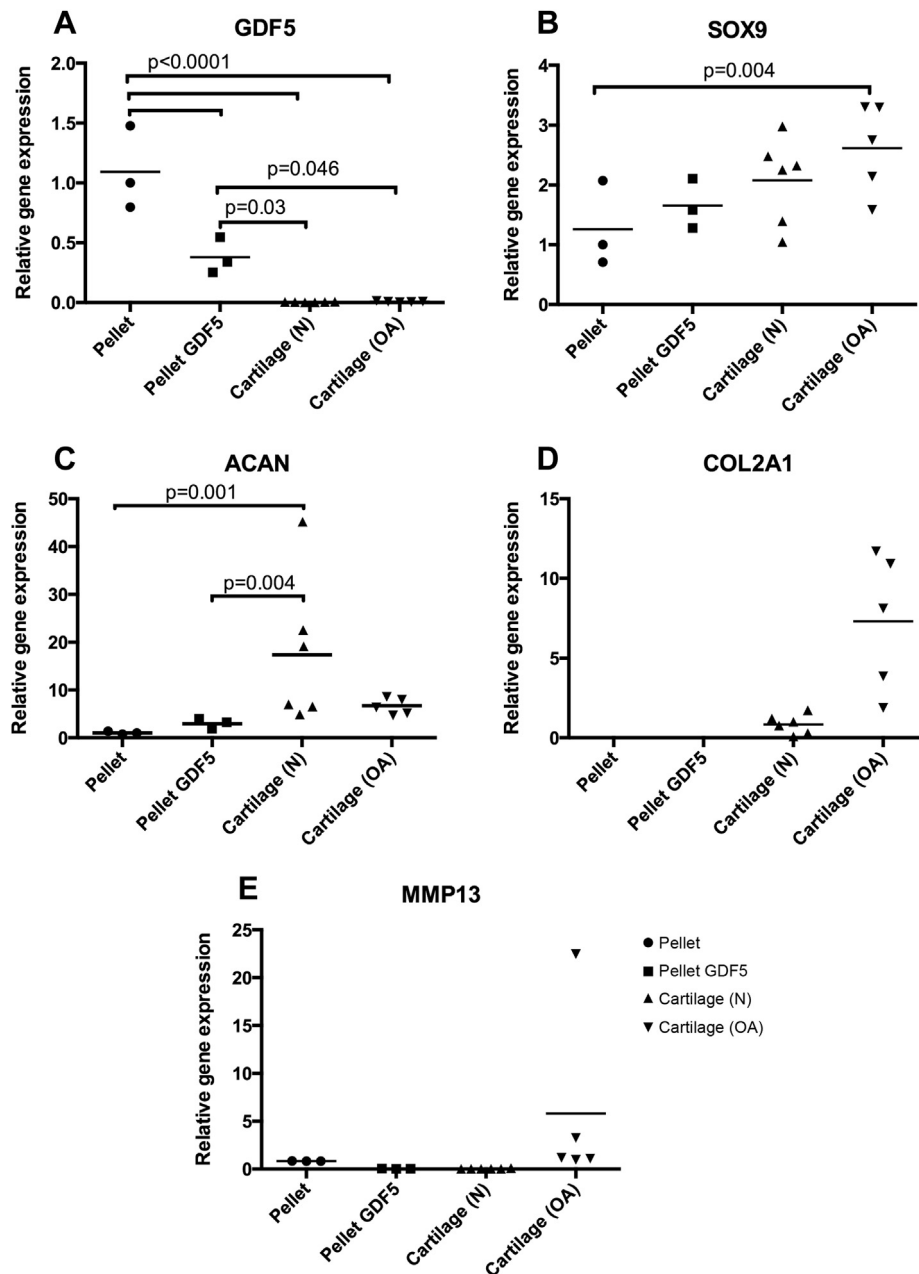 A
GDF5
Relative gene expression
2.0
1.5
1.0
0.5
0.0
p<0.0001
p=0.046
p=0.03
Pellet
Pellet GDF5
Cartilage (N)
Cartilage (OA)
B
SOX9
Relative gene expression
4
3
2
1
0
p=0.004
Pellet
Pellet GDF5
Cartilage (N)
Cartilage (OA)
C
ACAN
Relative gene expression
50
40
30
20
10
0
p=0.001
p=0.004
Pellet
Pellet GDF5
Cartilage (N)
Cartilage (OA)
D
COL2A1
Relative gene expression
15
10
5
0
Pellet
Pellet GDF5
Cartilage (N)
Cartilage (OA)
E
MMP13
Relative gene expression
25
20
15
10
5
0
Pellet
Pellet GDF5
Cartilage (N)
Cartilage (OA)
Pellet
Pellet GDF5
Cartilage (N)
Cartilage (OA)